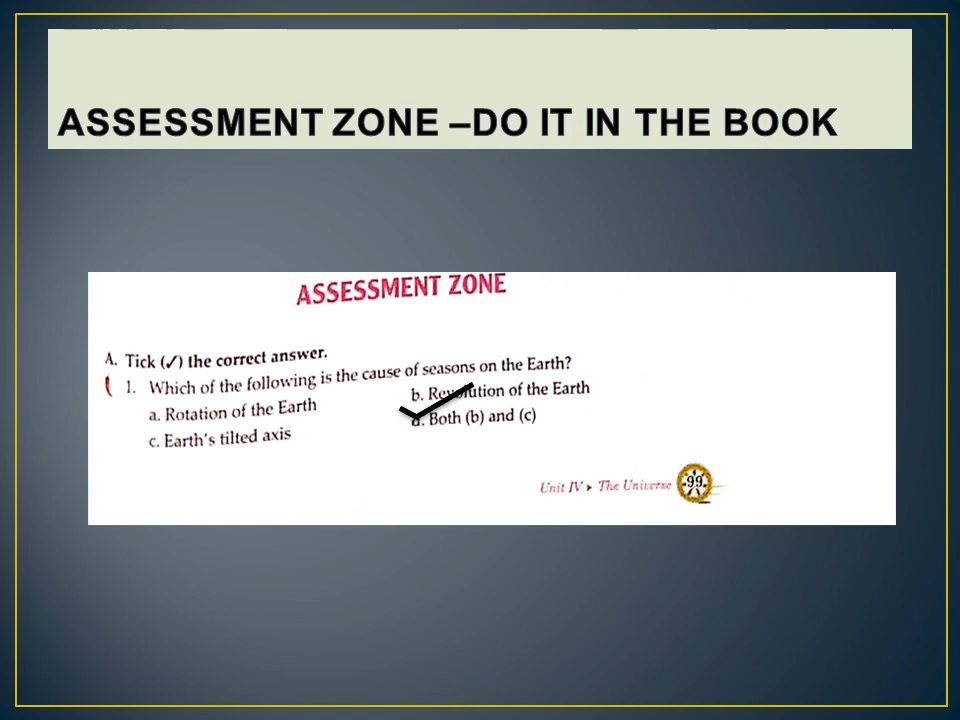 ASSESSMENT ZONE –DO IT IN THE BOOK
ASSESSMENT ZONE
A. Tick (✓) the correct answer.
1. Which of the following is the cause of seasons on the Earth?
a. Rotation of the Earth b. Revolution of the Earth
c. Earth's tilted axis d. Both (b) and (c)
Unit IV ➤ The Universe 99